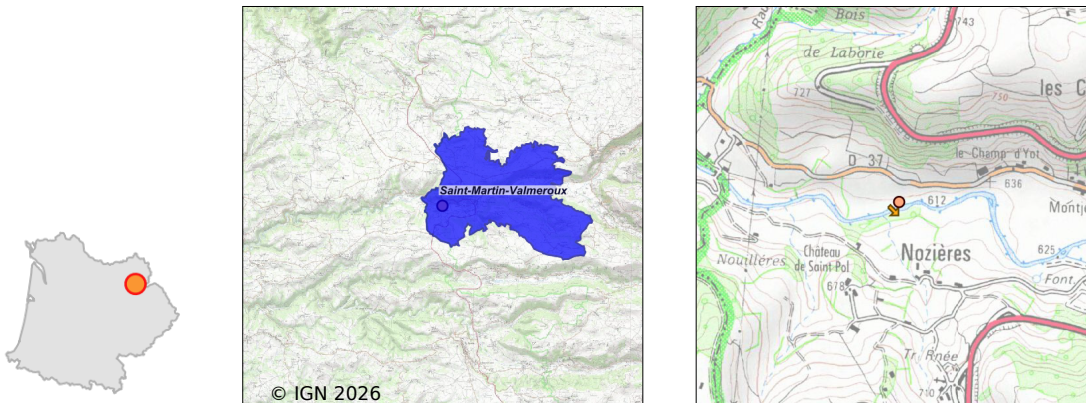 Saint-Martin-Valmeroux
© IGN 2026
743
Bois
de Laborie
727
750
les C
D 37
le Champ d'Yot
636
612
Montj
Nouillères
Château
de Saint Pol
Nozières
625
Font.
678
710